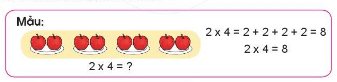 Mẫu:
2 x 4 = 2 + 2 + 2 + 2 = 8
2 x 4 = 8
2 x 4 = ?